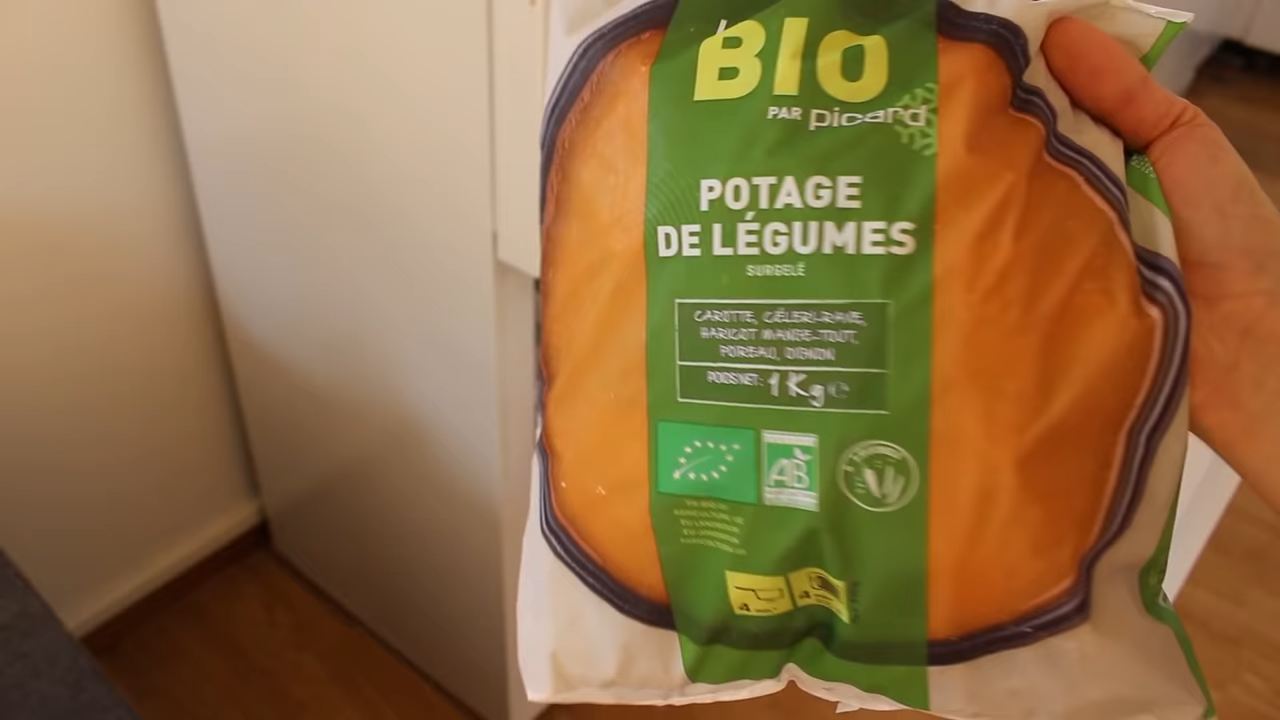 BIO
PAR picard
POTAGE
DE LÉGUMES
SURGELÉ
CAROTTE, CÉLERI-RAVE,
HARICOT MANGE-TOUT,
POIREAU, OIGNON
POIDS NET: 1 Kg e
AB